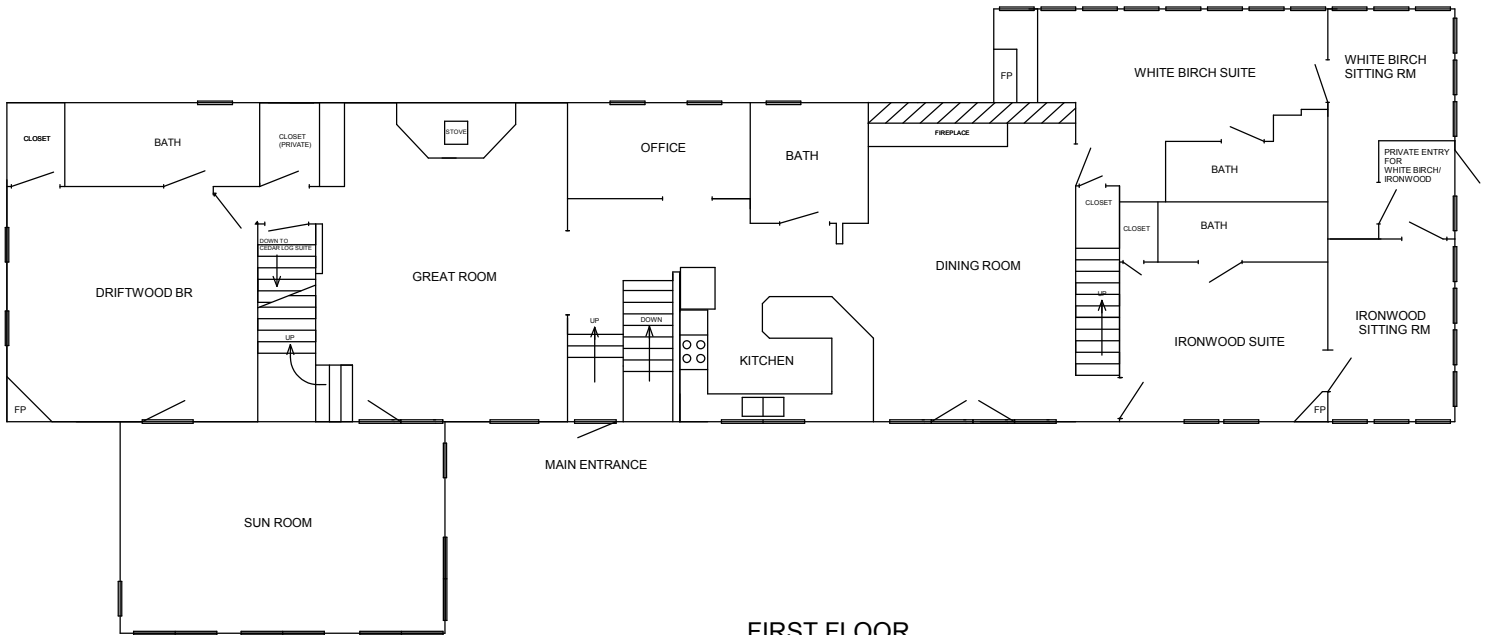 WHITE BIRCH SUITE
WHITE BIRCH
SITTING RM
FP
CLOSET
BATH
CLOSET
(PRIVATE)
STOVE
OFFICE
BATH
FIREPLACE
BATH
PRIVATE ENTRY
FOR
WHITE BIRCH/
IRONWOOD
CLOSET
CLOSET
BATH
DOWN TO
CEDAR LOG SUITE
DRIFTWOOD BR
GREAT ROOM
DINING ROOM
UP
UP
DOWN
UP
KITCHEN
IRONWOOD SUITE
IRONWOOD
SITTING RM
FP
FP
MAIN ENTRANCE
SUN ROOM
FIRST FLOOR